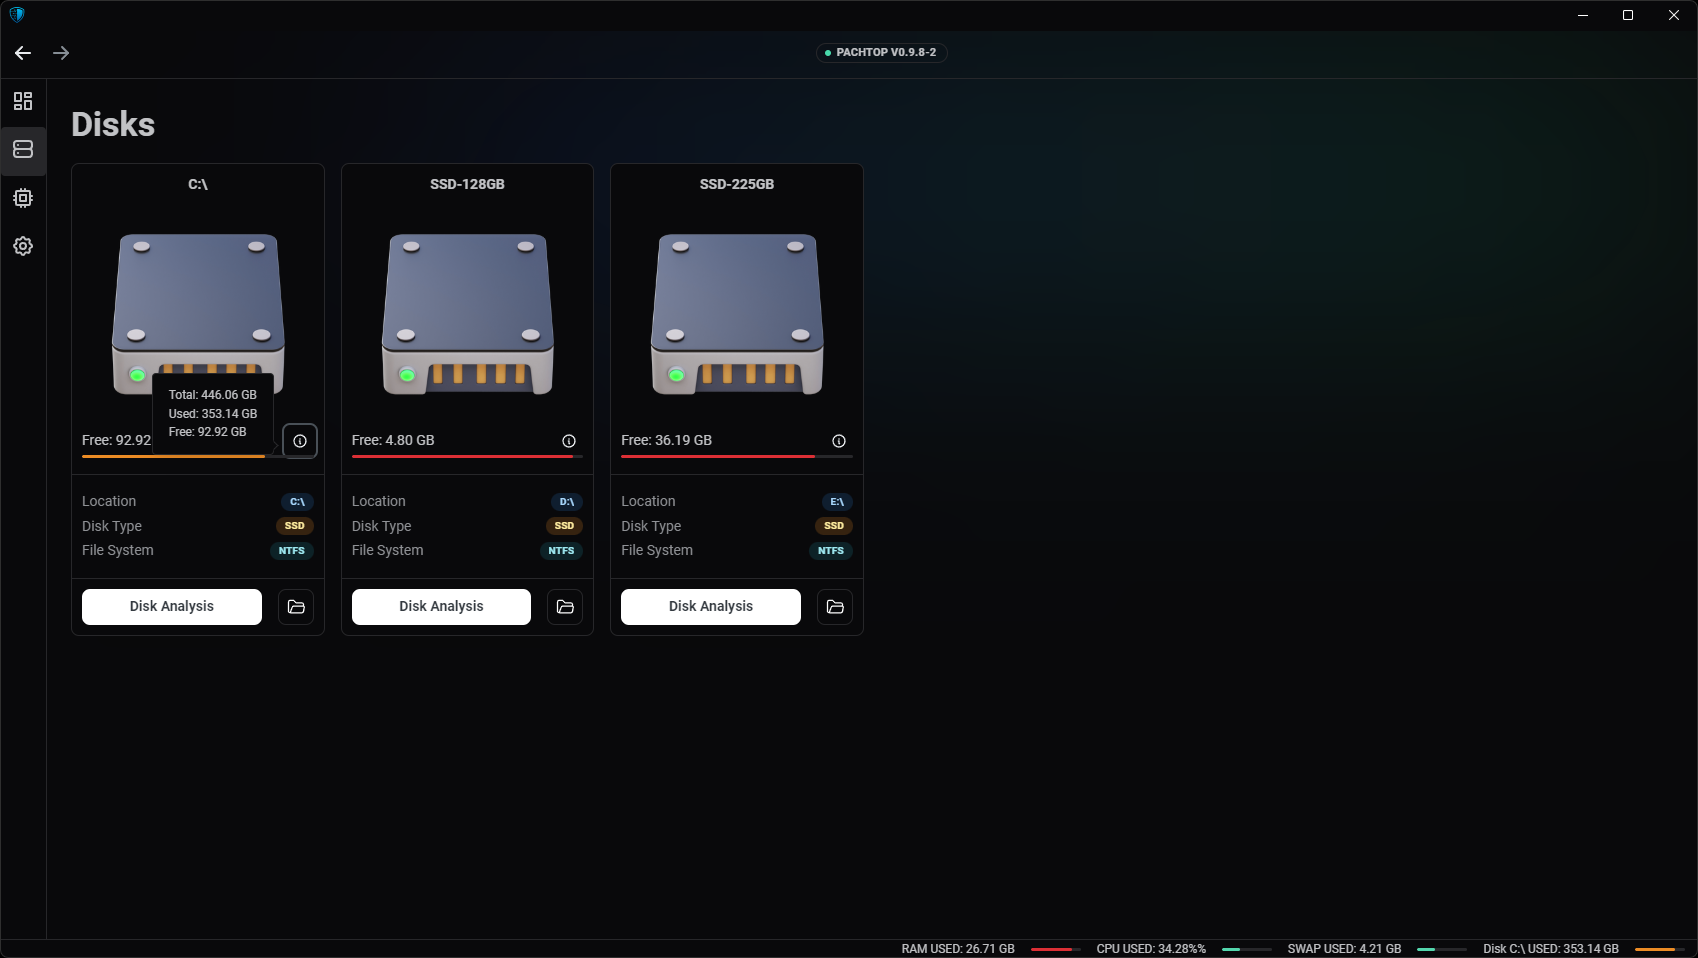 PACHTOP V0.9.8-2
Disks
C:\
SSD-128GB
SSD-225GB
Total: 446.06 GB
Used: 353.14 GB
Free: 92.92 GB
Free: 92.92
Free: 4.80 GB
Free: 36.19 GB
Location C:\
Disk Type SSD
File System NTFS
Location D:\
Disk Type SSD
File System NTFS
Location E:\
Disk Type SSD
File System NTFS
Disk Analysis
Disk Analysis
Disk Analysis
RAM USED: 26.71 GB CPU USED: 34.28%% SWAP USED: 4.21 GB Disk C:\ USED: 353.14 GB